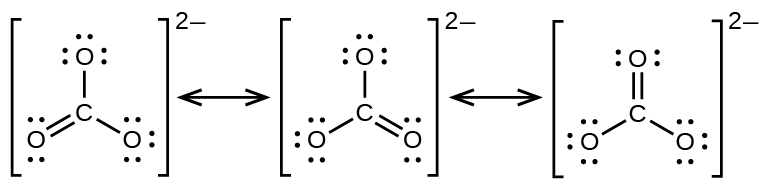 2− 2− 2−
O O O
C C C
O O O O O O